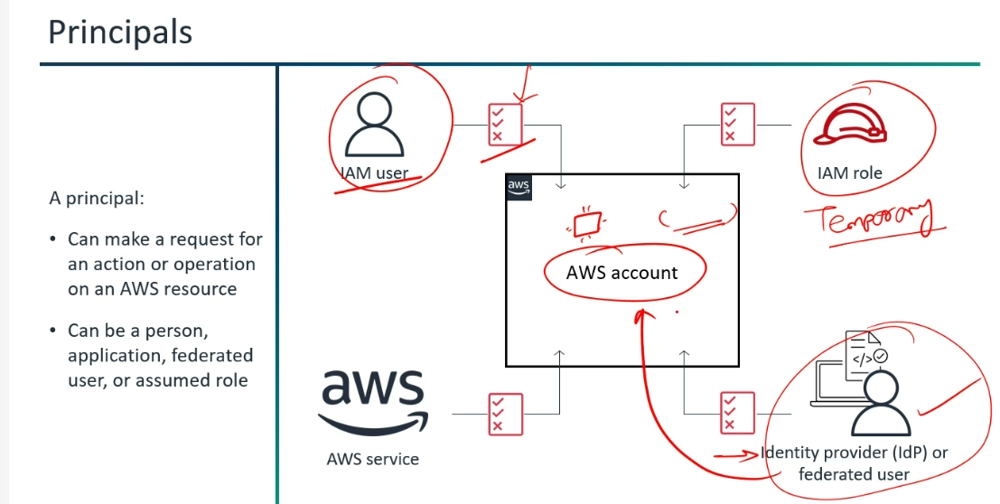 Principals
A principal:
• Can make a request for
an action or operation
on an AWS resource
• Can be a person,
application, federated
user, or assumed role
IAM user
IAM role
Temporary
aws
AWS account
aws
AWS service
</>
Identity provider (IdP) or
federated user